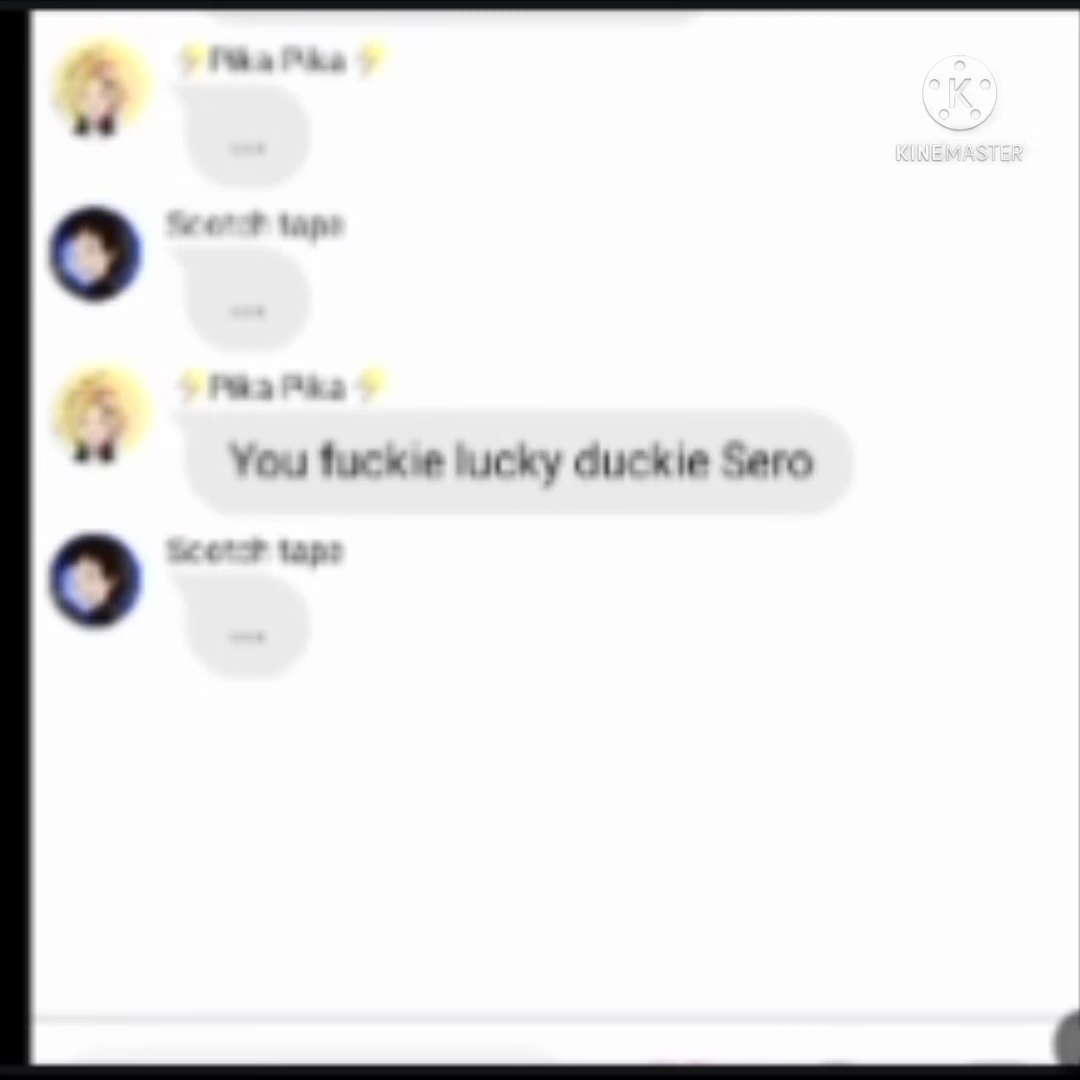 ⚡Pika Pika⚡
...
KINEMASTER
Scotch tape
...
⚡Pika Pika⚡
You fuckie lucky duckie Sero
Scotch tape
...